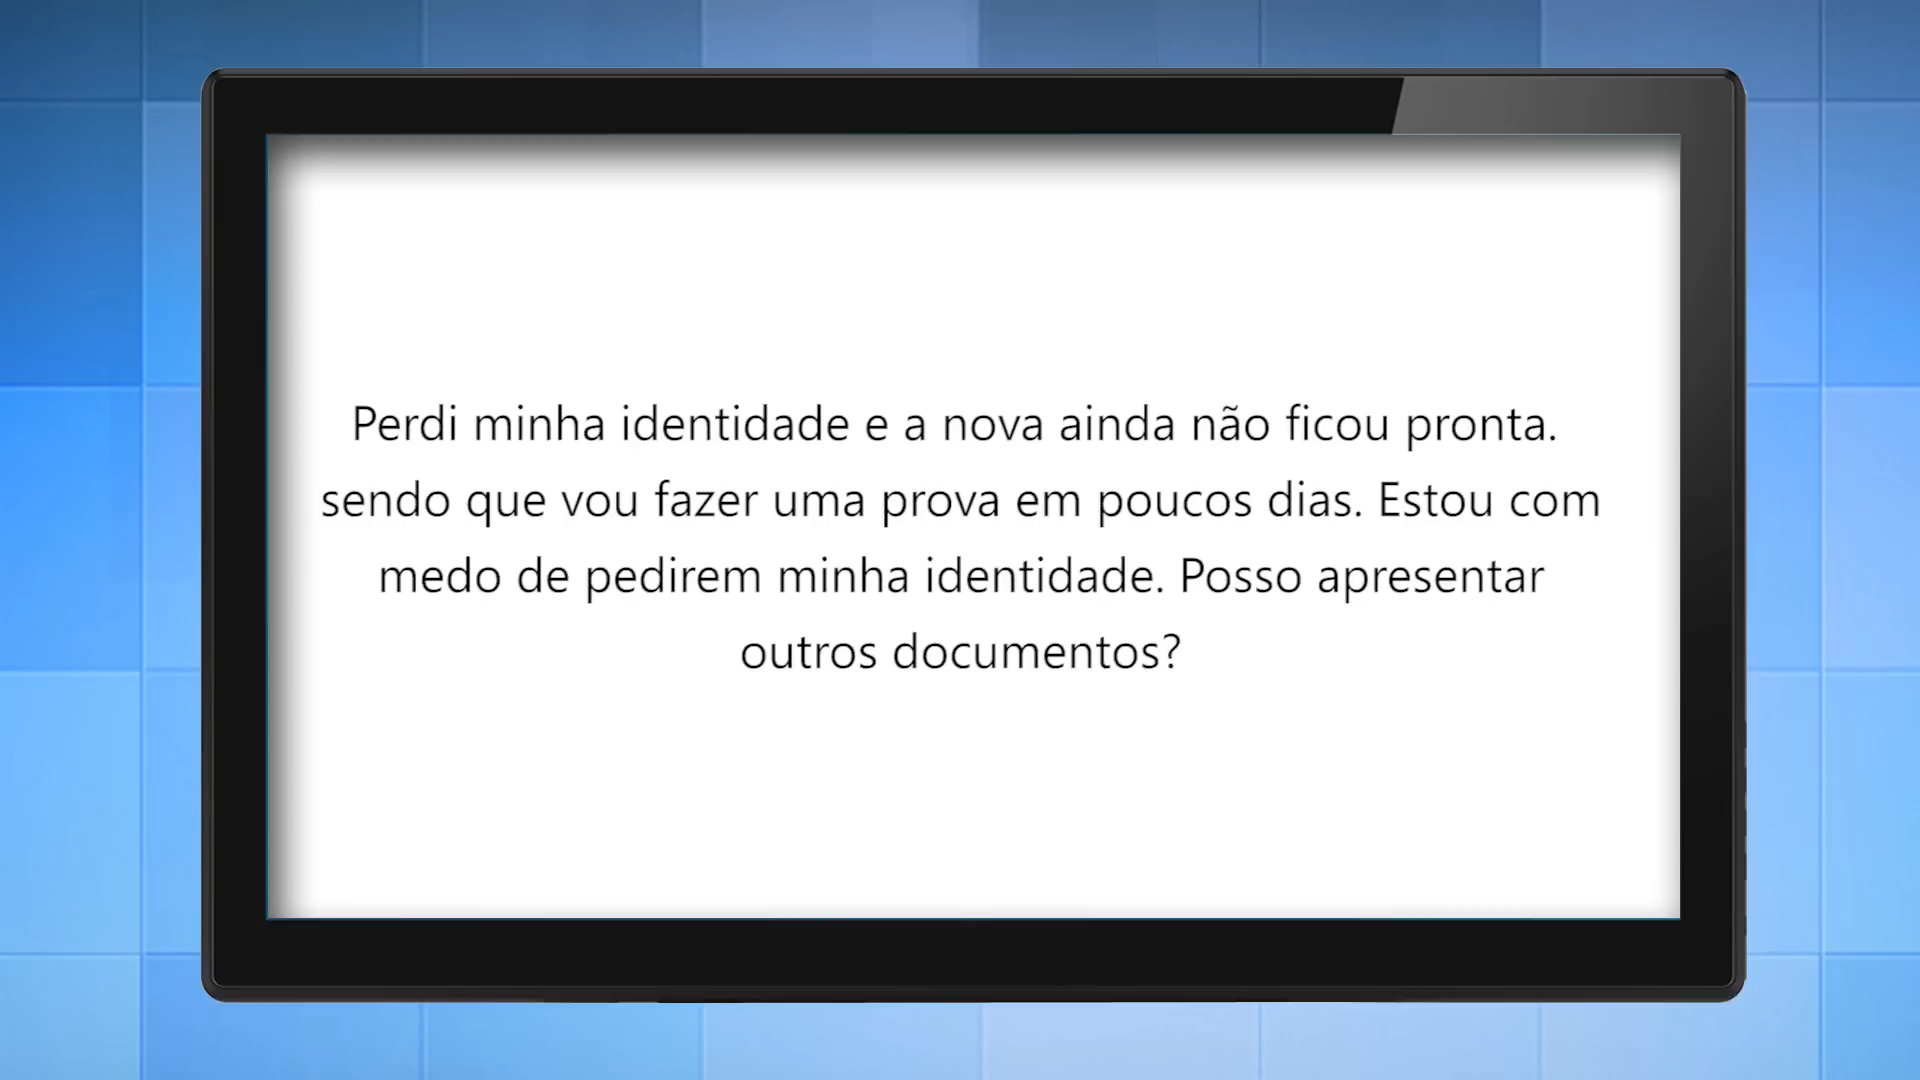 Perdi minha identidade e a nova ainda não ficou pronta.
sendo que vou fazer uma prova em poucos dias. Estou com
medo de pedirem minha identidade. Posso apresentar
outros documentos?